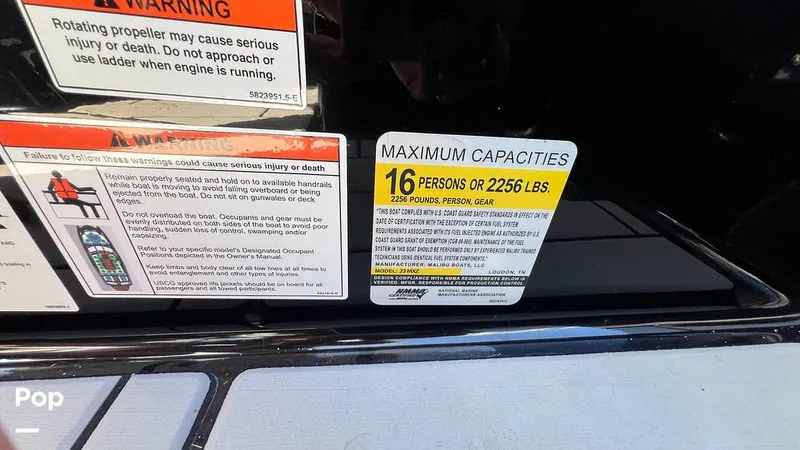 WARNING
Rotating propeller may cause serious
injury or death. Do not approach or
use ladder when engine is running.
5823951.5-E
WARNING
Failure to follow these warnings could cause serious injury or death
Remain properly seated and hold on to available handrails
while boat is moving to avoid falling overboard or being
ejected from the boat. Do not sit on gunwales or deck
edges.
Do not overload the boat. Occupants and gear must be
evenly distributed on both sides of the boat to avoid poor
handling, sudden loss of control, swamping and/or
capsizing.
Refer to your specific model's Designated Occupant
Positions depicted in the Owner's Manual.
Keep limbs and body clear of all tow lines at all times to
avoid entanglement and other types of injuries.
USCG approved life jackets should be on board for all
passengers and all towed participants.
AND
MAXIMUM CAPACITIES
16 PERSONS OR 2256 LBS.
2256 POUNDS, PERSON, GEAR
"THIS BOAT COMPLIES WITH U.S. COAST GUARD SAFETY STANDARDS IN EFFECT ON THE
DATE OF CERTIFICATION WITH THE EXCEPTION OF CERTAIN FUEL SYSTEM
REQUIREMENTS ASSOCIATED WITH ITS FUEL INJECTED ENGINE AS AUTHORIZED BY U.S.
COAST GUARD GRANT OF EXEMPTION (CGB 98-009). MAINTENANCE OF THE FUEL
SYSTEM IN THIS BOAT SHOULD BE PERFORMED ONLY BY EXPERIENCED MALIBU TRAINED
TECHNICIANS USING IDENTICAL FUEL SYSTEM COMPONENTS."
MANUFACTURER: MALIBU BOATS, LLC
MODEL: 23 MXZ LOUDON, TN
DESIGN COMPLIANCE WITH NMMA REQUIREMENTS BELOW IS
VERIFIED. MFGR. RESPONSIBLE FOR PRODUCTION CONTROL
NMMA CERTIFIED
NATIONAL MARINE
MANUFACTURERS ASSOCIATION
Pop